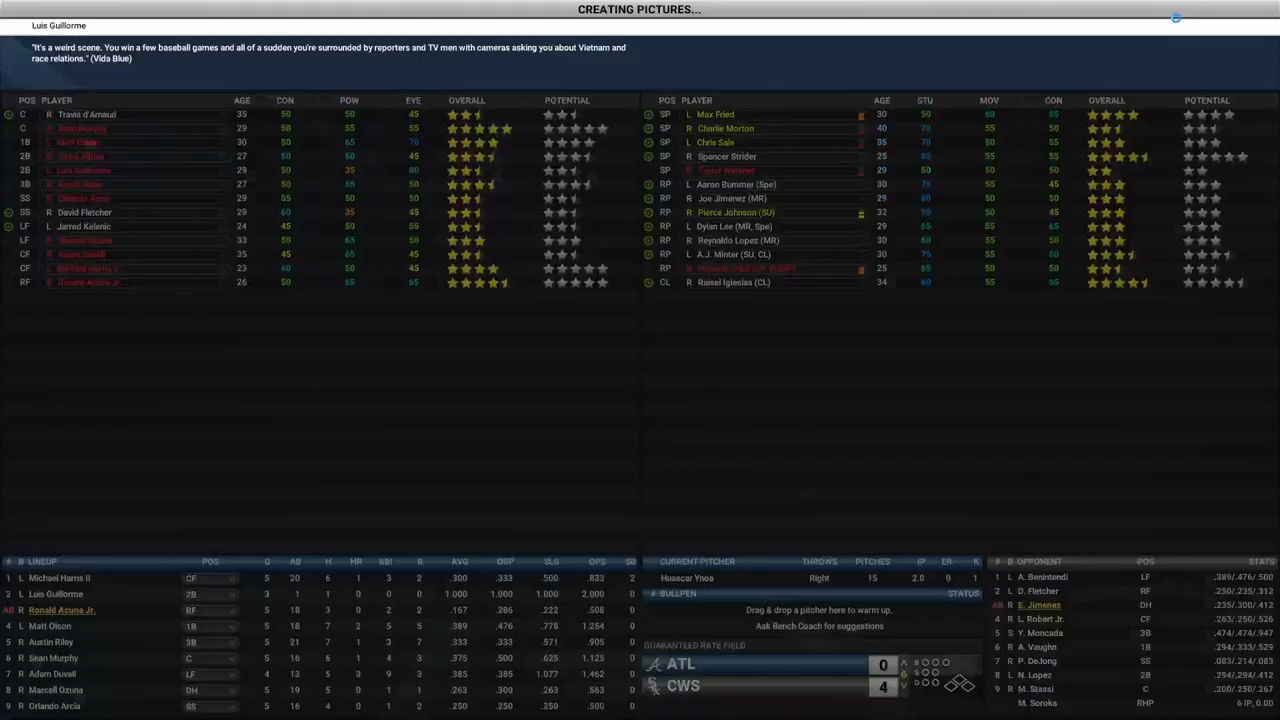 CREATING PICTURES...
Luis Guillorme
"It's a weird scene. You win a few baseball games and all of a sudden you're surrounded by reporters and TV men with cameras asking you about Vietnam and
race relations." (Vida Blue)
POS PLAYER AGE CON POW EYE OVERALL POTENTIAL
C R Travis d'Arnaud 35 50 50 45
C R Sean Murphy 29 50 55 55
1B L Matt Olson 30 50 65 70
2B R Ozzie Albies 27 60 60 45
2B L Luis Guillorme 29 50 35 60
3B R Austin Riley 27 50 65 50
SS R Orlando Arcia 29 50 50 50
SS R David Fletcher 29 60 35 45
LF L Jarred Kelenic 24 45 50 50
LF R Marcell Ozuna 33 50 65 50
CF R Adam Duvall 35 45 65 45
CF L Michael Harris II 23 60 50 45
RF R Ronald Acuna Jr. 26 50 65 65
POS PLAYER AGE STU MOV CON OVERALL POTENTIAL
SP L Max Fried 30 50 60 65
SP R Charlie Morton 40 70 50 50
SP L Chris Sale 35 70 50 55
SP R Spencer Strider 25 85 50 55
SP R 29 50 50 50
RP L Aaron Bummer (Spe) 30 75 55 45
RP R Joe Jimenez (MR) 29 60 50 60
RP R Pierce Johnson (SU) 32 80 50 45
RP L Dylan Lee (MR, Spe) 29 65 55 65
RP R Reynaldo Lopez (MR) 30 60 55 50
RP L A.J. Minter (SU, CL) 30 75 55 60
RP R 25 65 50 50
CL R Raisel Iglesias (CL) 34 80 55 65
# B LINEUP POS G AB H HR RBI R AVG OBP SLG OPS SB
1 L Michael Harris II CF 5 20 6 1 3 2 .300 .333 .500 .833 2
2 L Luis Guillorme 2B 3 1 1 0 0 0 1.000 1.000 1.000 2.000 0
AB R Ronald Acuna Jr. RF 5 18 3 0 2 2 .167 .286 .222 .508 0
4 L Matt Olson 1B 5 18 7 2 5 5 .389 .476 .778 1.254 0
5 R Austin Riley 3B 5 21 7 1 3 7 .333 .333 .571 .905 0
6 R Sean Murphy C 5 16 6 1 4 3 .375 .500 .625 1.125 0
7 R Adam Duvall LF 4 13 5 3 9 3 .385 .385 1.077 1.462 0
8 R Marcell Ozuna DH 5 19 5 0 1 1 .263 .300 .263 .563 0
9 R Orlando Arcia SS 5 16 4 0 1 2 .250 .250 .250 .500 0
CURRENT PITCHER THROWS PITCHES IP ER K
Huascar Ynoa Right 15 2.0 0 1
# BULLPEN STATUS
Drag & drop a pitcher here to warm up.
Ask Bench Coach for suggestions
GUARANTEED RATE FIELD
ATL 0
CWS 4
6
B
S
D
# B OPPONENT POS STATS
1 L A. Benintendi LF .389/.476/.500
2 L D. Fletcher RF .250/.235/.312
AB R E. Jimenez DH .235/.300/.412
4 R L. Robert Jr. CF .263/.250/.526
5 S Y. Moncada 3B .474/.474/.947
6 R A. Vaughn 1B .294/.333/.529
7 R P. DeJong SS .083/.214/.083
8 L N. Lopez 2B .294/.294/.412
9 R M. Stassi C .200/.250/.267
M. Soroka RHP 6 IP, 0.00